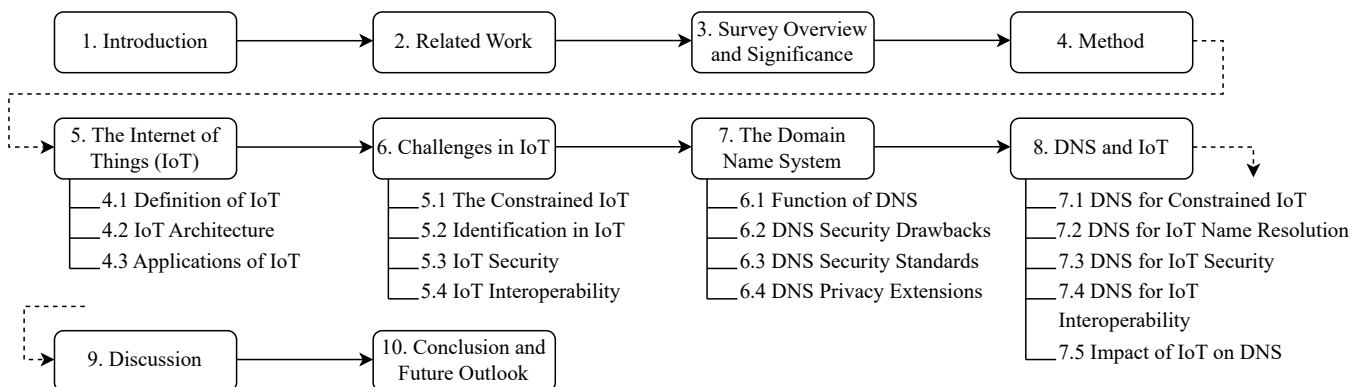 1. Introduction
2. Related Work
3. Survey Overview
and Significance
4. Method
5. The Internet of
Things (IoT)
4.1 Definition of IoT
4.2 IoT Architecture
4.3 Applications of IoT
6. Challenges in IoT
5.1 The Constrained IoT
5.2 Identification in IoT
5.3 IoT Security
5.4 IoT Interoperability
7. The Domain
Name System
6.1 Function of DNS
6.2 DNS Security Drawbacks
6.3 DNS Security Standards
6.4 DNS Privacy Extensions
8. DNS and IoT
7.1 DNS for Constrained IoT
7.2 DNS for IoT Name Resolution
7.3 DNS for IoT Security
7.4 DNS for IoT
Interoperability
7.5 Impact of IoT on DNS
9. Discussion
10. Conclusion and
Future Outlook